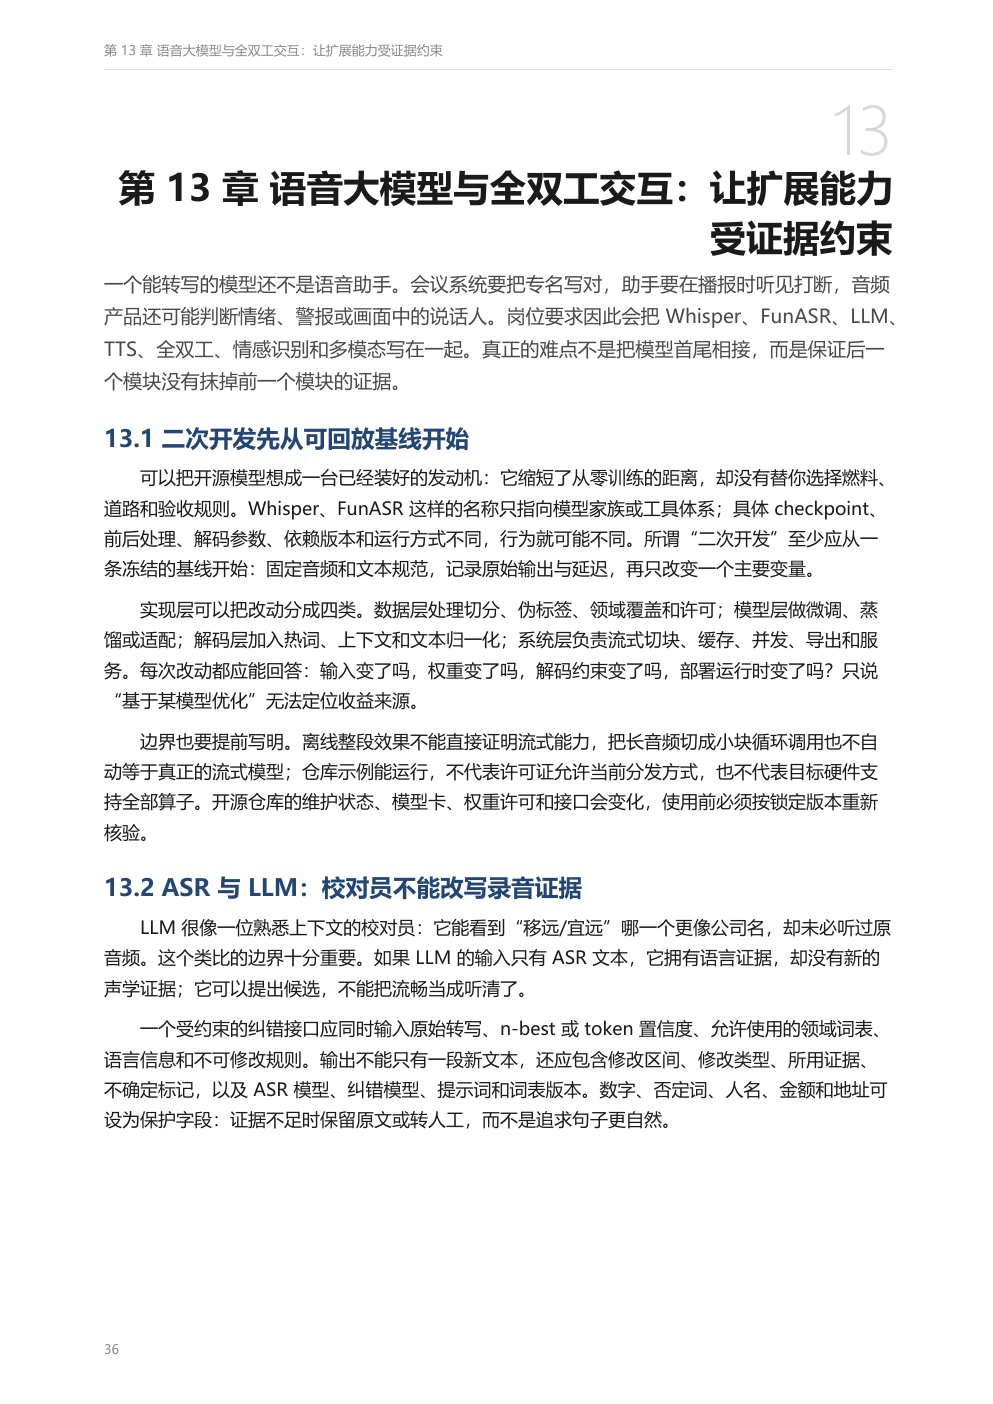 第 13 章 语音大模型与全双工交互：让扩展能力受证据约束
13
第 13 章 语音大模型与全双工交互：让扩展能力
受证据约束
一个能转写的模型还不是语音助手。会议系统要把专名写对，助手要在播报时听见打断，音频
产品还可能判断情绪、警报或画面中的说话人。岗位要求因此会把 Whisper、FunASR、LLM、
TTS、全双工、情感识别和多模态写在一起。真正的难点不是把模型首尾相接，而是保证后一
个模块没有抹掉前一个模块的证据。
13.1 二次开发先从可回放基线开始
可以把开源模型想成一台已经装好的发动机：它缩短了从零训练的距离，却没有替你选择燃料、
道路和验收规则。Whisper、FunASR 这样的名称只指向模型家族或工具体系；具体 checkpoint、
前后处理、解码参数、依赖版本和运行方式不同，行为就可能不同。所谓“二次开发”至少应从一
条冻结的基线开始：固定音频和文本规范，记录原始输出与延迟，再只改变一个主要变量。
实现层可以把改动分成四类。数据层处理切分、伪标签、领域覆盖和许可；模型层做微调、蒸
馏或适配；解码层加入热词、上下文和文本归一化；系统层负责流式切块、缓存、并发、导出和服
务。每次改动都应能回答：输入变了吗，权重变了吗，解码约束变了吗，部署运行时变了吗？只说
“基于某模型优化”无法定位收益来源。
边界也要提前写明。离线整段效果不能直接证明流式能力，把长音频切成小块循环调用也不自
动等于真正的流式模型；仓库示例能运行，不代表许可证允许当前分发方式，也不代表目标硬件支
持全部算子。开源仓库的维护状态、模型卡、权重许可和接口会变化，使用前必须按锁定版本重新
核验。
13.2 ASR 与 LLM：校对员不能改写录音证据
LLM 很像一位熟悉上下文的校对员：它能看到“移远/宜远”哪一个更像公司名，却未必听过原
音频。这个类比的边界十分重要。如果 LLM 的输入只有 ASR 文本，它拥有语言证据，却没有新的
声学证据；它可以提出候选，不能把流畅当成听清了。
一个受约束的纠错接口应同时输入原始转写、n-best 或 token 置信度、允许使用的领域词表、
语言信息和不可修改规则。输出不能只有一段新文本，还应包含修改区间、修改类型、所用证据、
不确定标记，以及 ASR 模型、纠错模型、提示词和词表版本。数字、否定词、人名、金额和地址可
设为保护字段：证据不足时保留原文或转人工，而不是追求句子更自然。
36